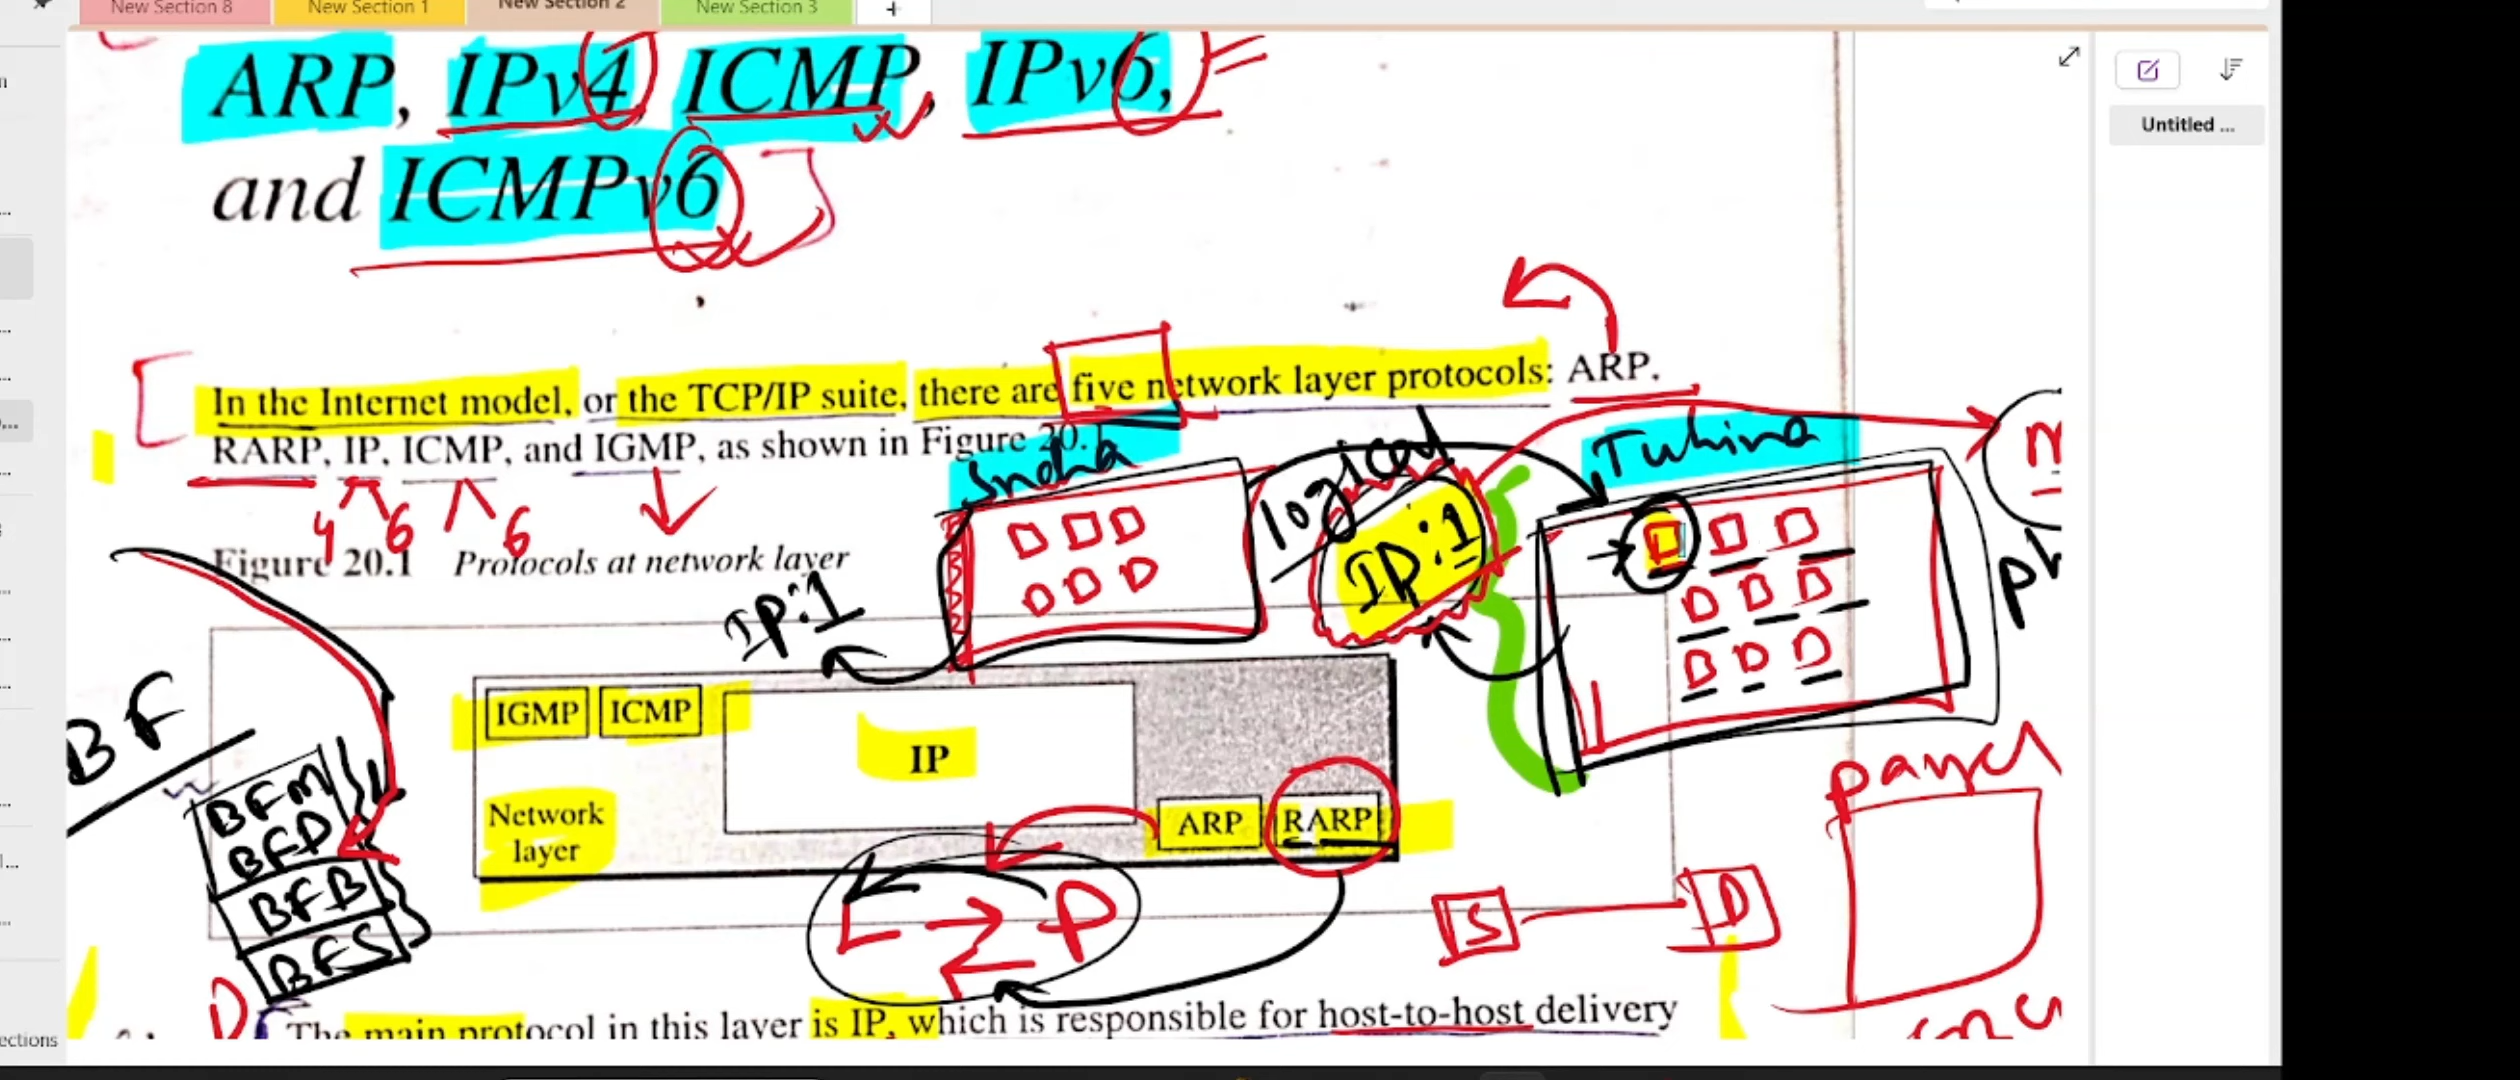 New Section 8
New Section 1
New Section 2
New Section 3
+
Untitled ...
ARP, IPv4, ICMP, IPv6,
and ICMPv6
In the Internet model, or the TCP/IP suite, there are five network layer protocols: ARP,
RARP, IP, ICMP, and IGMP, as shown in Figure 20.1
4 6 6
Figure 20.1 Protocols at network layer
Sneha
logical
IP:1
Tuhina
IP:1
BF
BFM
BFD
BFB
BFS
IGMP
ICMP
IP
Network
layer
ARP
RARP
L P
S
D
The main protocol in this layer is IP, which is responsible for host-to-host delivery
ections